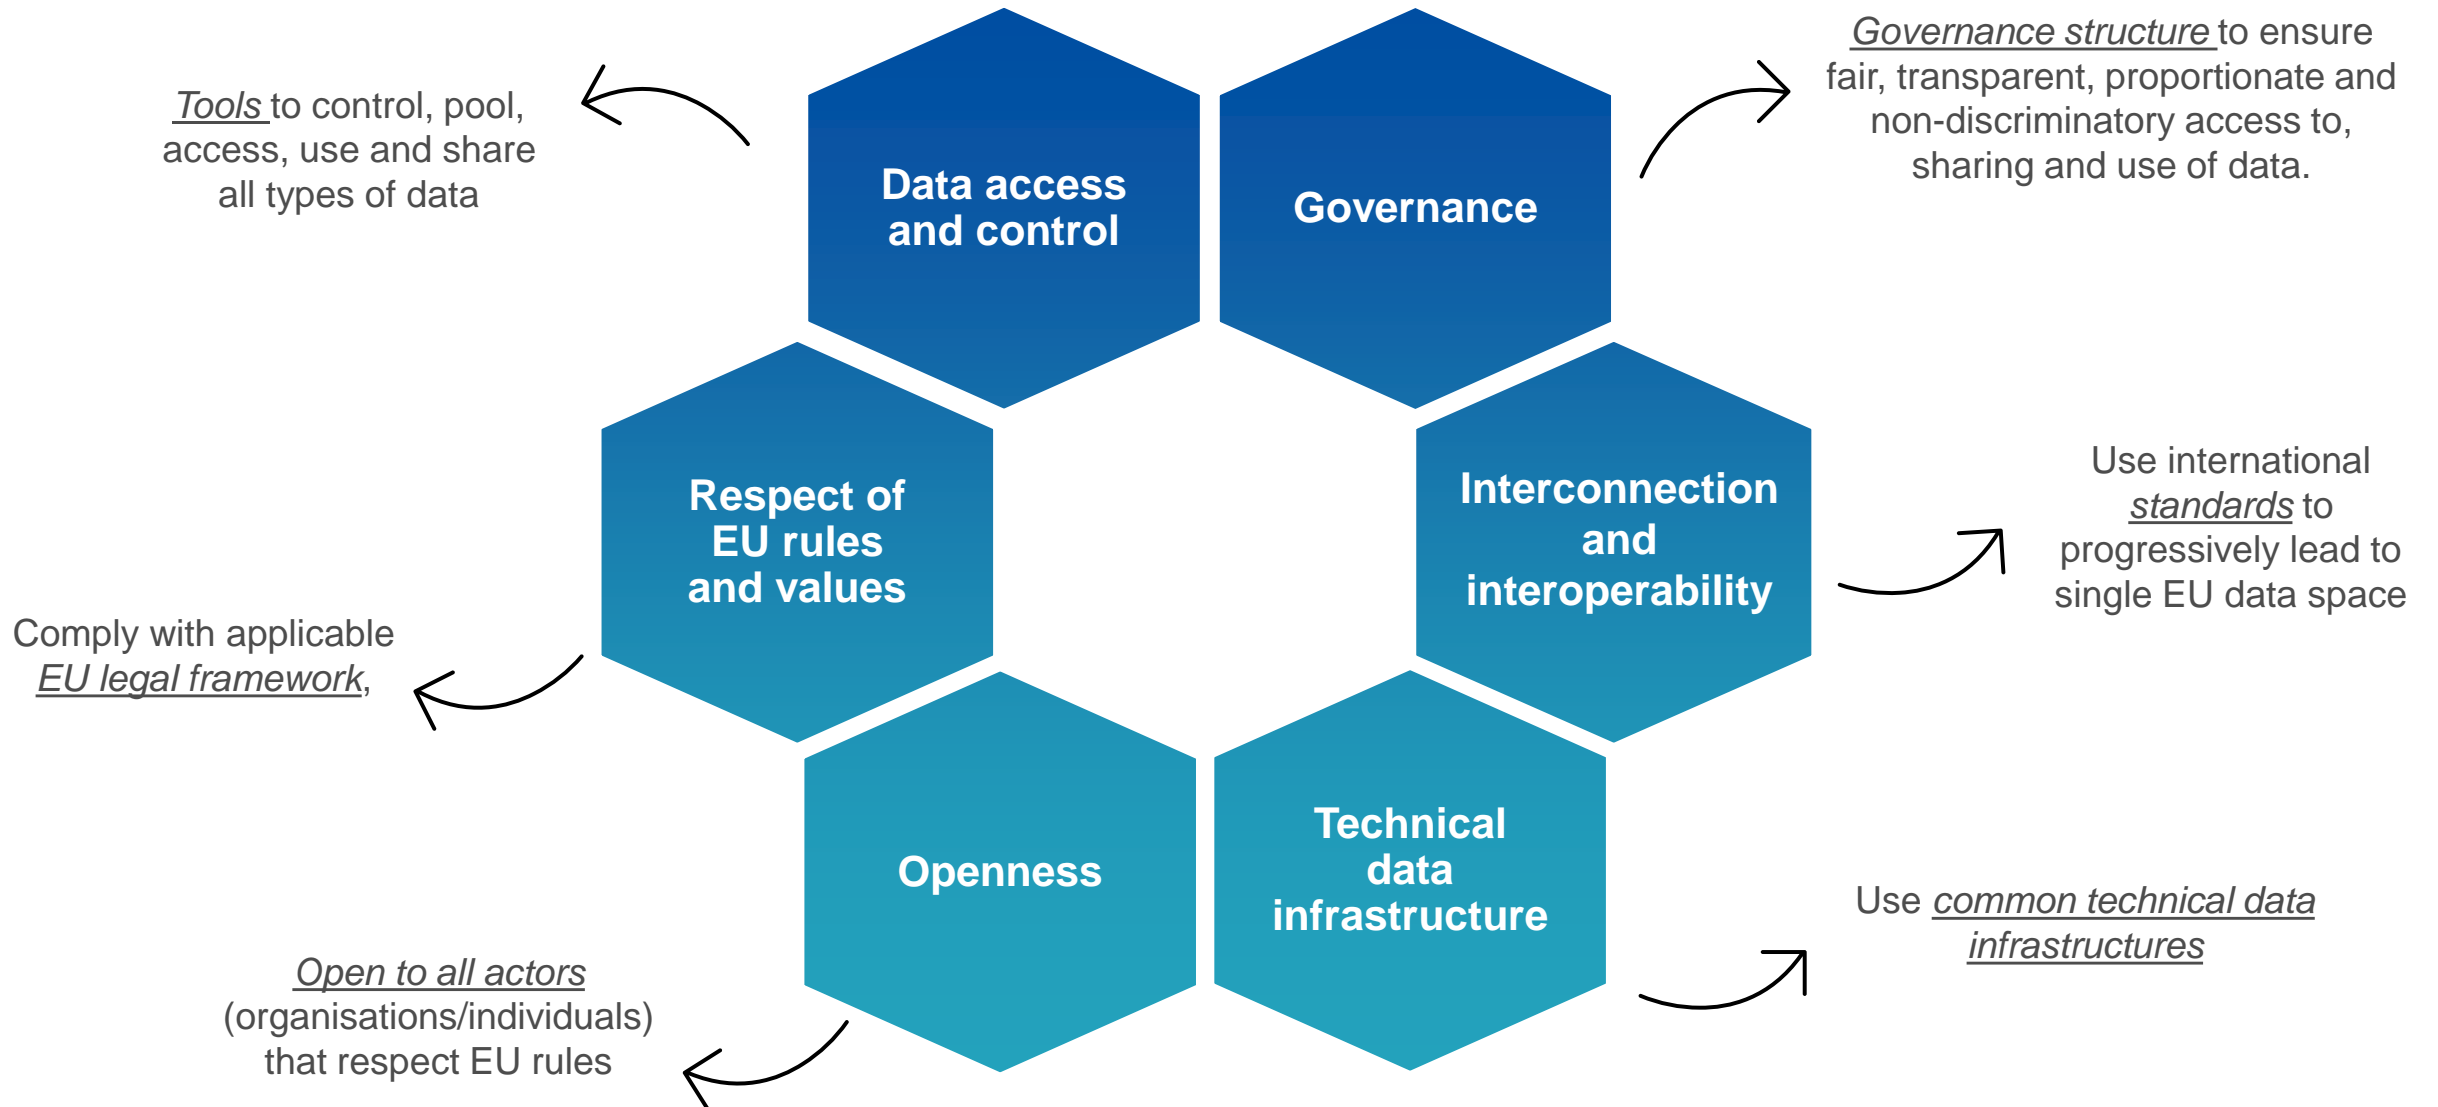 Tools to control, pool,
access, use and share
all types of data
Data access
and control
Governance
Governance structure to ensure
fair, transparent, proportionate and
non-discriminatory access to,
sharing and use of data.
Respect of
EU rules
and values
Interconnection
and
interoperability
Use international
standards to
progressively lead to
single EU data space
Comply with applicable
EU legal framework,
Openness
Technical
data
infrastructure
Use common technical data
infrastructures
Open to all actors
(organisations/individuals)
that respect EU rules